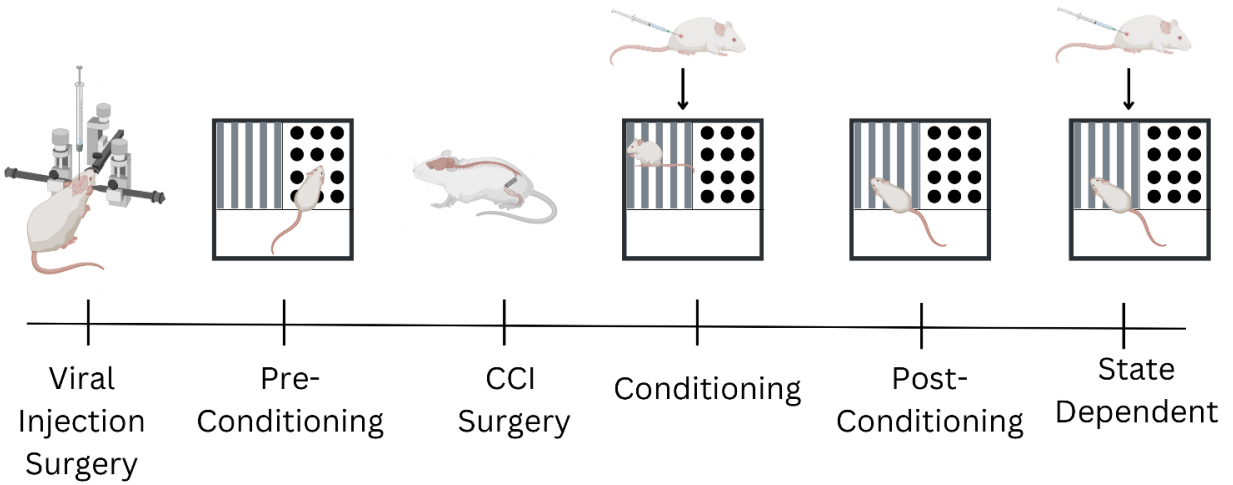 Viral
Injection
Surgery
Pre-
Conditioning
CCI
Surgery
Conditioning
Post-
Conditioning
State
Dependent